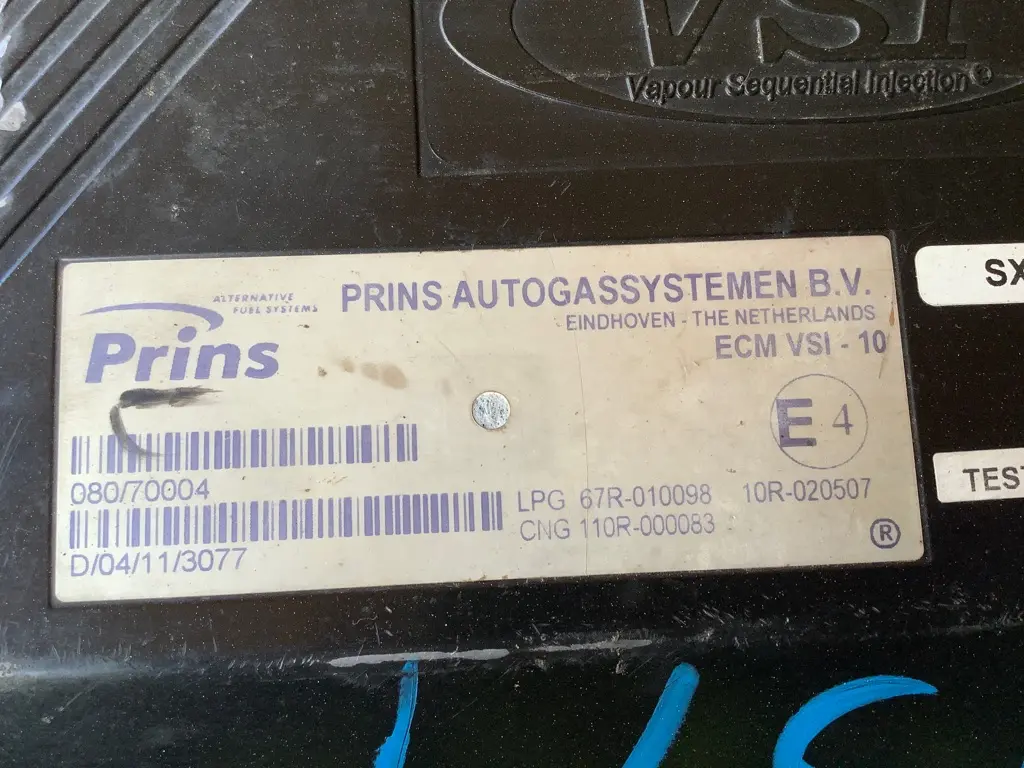 VSI
Vapour Sequential Injection®
ALTERNATIVE
FUEL SYSTEMS
Prins
PRINS AUTOGASSYSTEMEN B.V.
EINDHOVEN - THE NETHERLANDS
ECM VSI - 10
E 4
080/70004
LPG 67R-010098 10R-020507
CNG 110R-000083
®
D/04/11/3077
SX
TEST